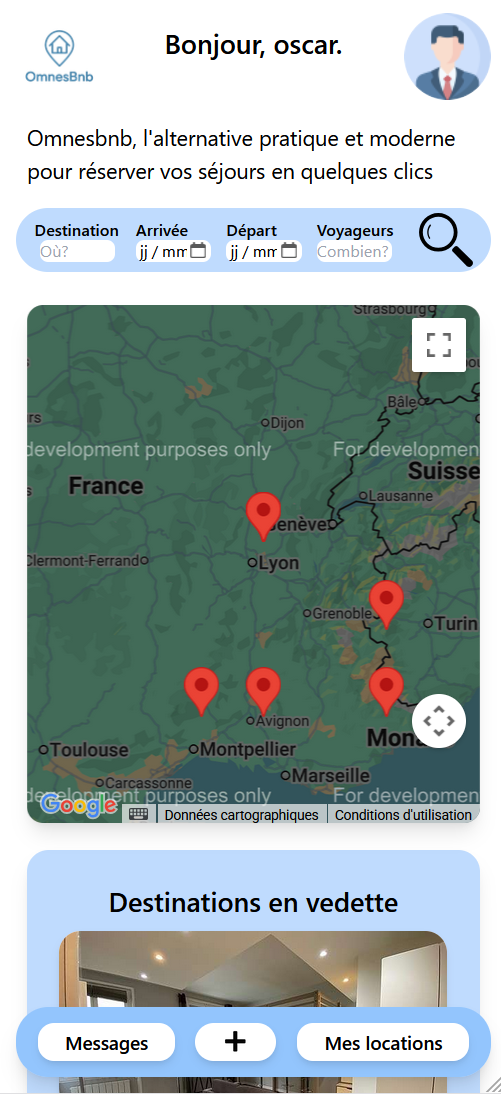 Bonjour, oscar.
OmnesBnb
Omnesbnb, l'alternative pratique et moderne
pour réserver vos séjours en quelques clics
Destination Arrivée Départ Voyageurs
Où? jj / mm jj / mm Combien?
Strasbourg
Bâle
Dijon
development purposes only For developmen
France Suisse
Lausanne
Genève
Clermont-Ferrand
Lyon
Grenoble
Turin
Avignon
Mona
Toulouse Montpellier
Marseille
Carcassonne
development purposes only For developmen
Google
Données cartographiques Conditions d'utilisation
Destinations en vedette
Messages + Mes locations